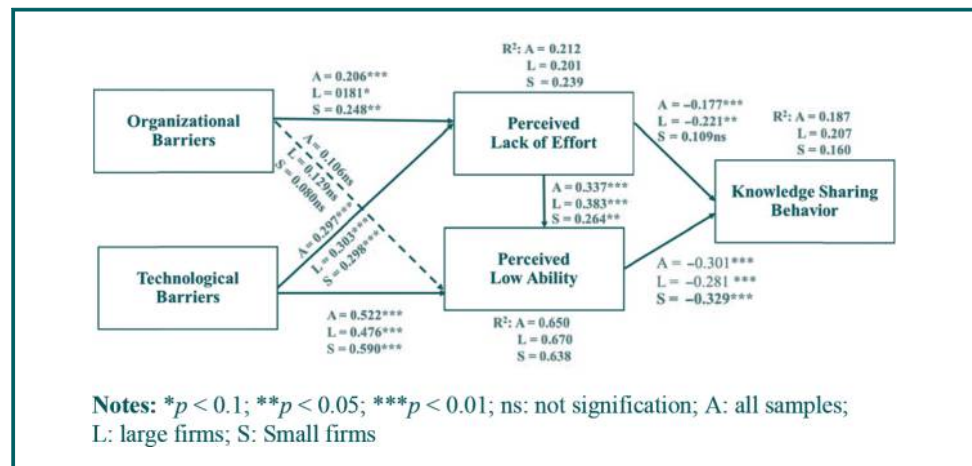 R²: A = 0.212
L = 0.201
S = 0.239
A = 0.206***
L = 0181*
S = 0.248**
Organizational
Barriers
Perceived
Lack of Effort
A = –0.177***
L = –0.221**
S = 0.109ns
R²: A = 0.187
L = 0.207
S = 0.160
A = 0.106ns
L = 0.129ns
S = 0.080ns
A = 0.337***
L = 0.383***
S = 0.264**
Knowledge Sharing
Behavior
A = 0.297***
L = 0.303***
S = 0.298***
Technological
Barriers
Perceived
Low Ability
A = –0.301***
L = –0.281 ***
S = –0.329***
A = 0.522***
L = 0.476***
S = 0.590***
R²: A = 0.650
L = 0.670
S = 0.638
Notes: *p < 0.1; **p < 0.05; ***p < 0.01; ns: not signification; A: all samples;
L: large firms; S: Small firms